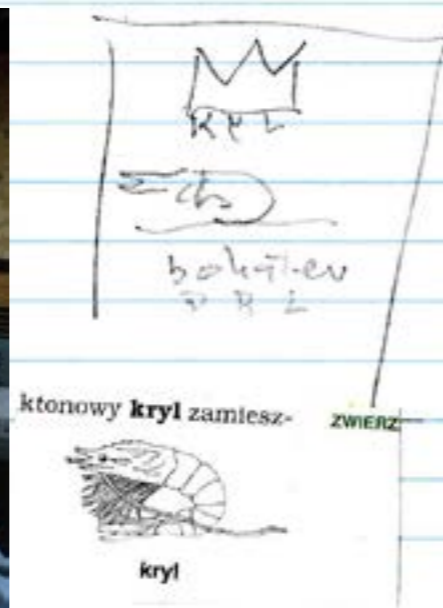 KRL
bohater
PRL
ktonowy kryl zamiesz-
ZWIERZ
kryl